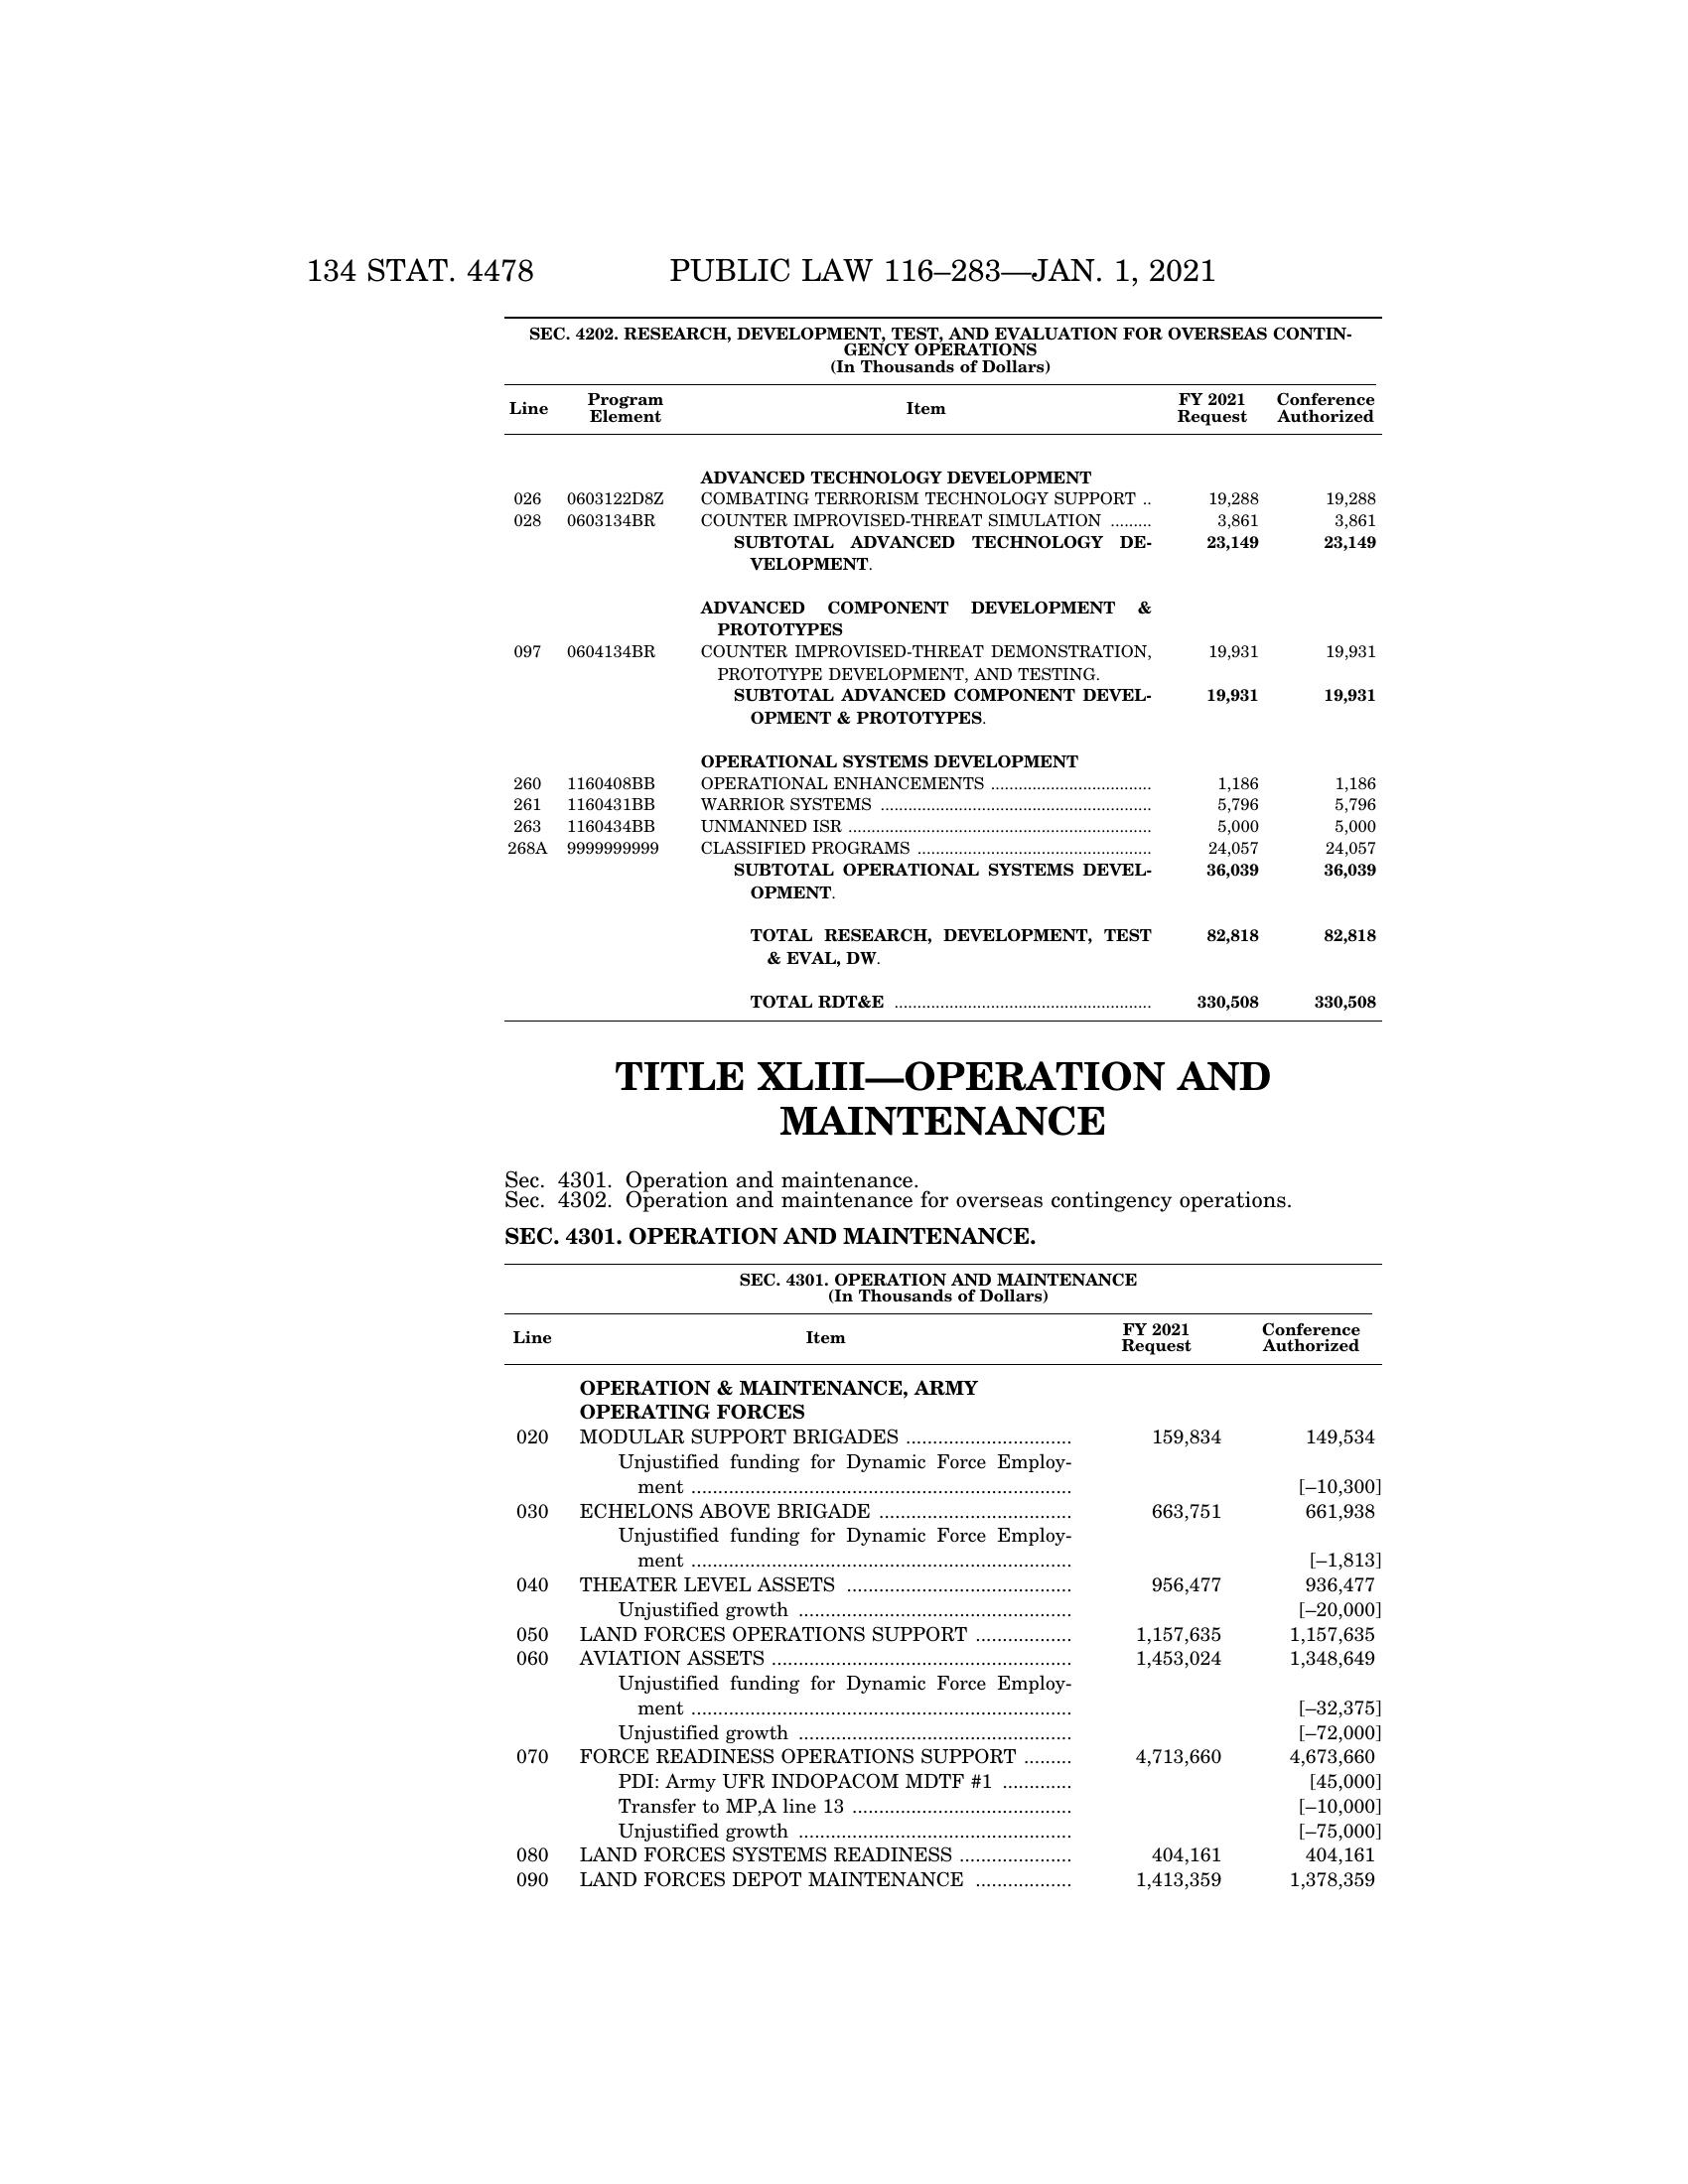 134 STAT. 4478 PUBLIC LAW 116–283—JAN. 1, 2021
SEC. 4202. RESEARCH, DEVELOPMENT, TEST, AND EVALUATION FOR OVERSEAS CONTIN-
GENCY OPERATIONS
(In Thousands of Dollars)
Line Program Element Item FY 2021 Request Conference Authorized
ADVANCED TECHNOLOGY DEVELOPMENT
026 0603122D8Z COMBATING TERRORISM TECHNOLOGY SUPPORT .. 19,288 19,288
028 0603134BR COUNTER IMPROVISED-THREAT SIMULATION ......... 3,861 3,861
SUBTOTAL ADVANCED TECHNOLOGY DE- 23,149 23,149
VELOPMENT.
ADVANCED COMPONENT DEVELOPMENT &
PROTOTYPES
097 0604134BR COUNTER IMPROVISED-THREAT DEMONSTRATION, 19,931 19,931
PROTOTYPE DEVELOPMENT, AND TESTING.
SUBTOTAL ADVANCED COMPONENT DEVEL- 19,931 19,931
OPMENT & PROTOTYPES.
OPERATIONAL SYSTEMS DEVELOPMENT
260 1160408BB OPERATIONAL ENHANCEMENTS ................................... 1,186 1,186
261 1160431BB WARRIOR SYSTEMS ........................................................... 5,796 5,796
263 1160434BB UNMANNED ISR .................................................................. 5,000 5,000
268A 9999999999 CLASSIFIED PROGRAMS ................................................... 24,057 24,057
SUBTOTAL OPERATIONAL SYSTEMS DEVEL- 36,039 36,039
OPMENT.
TOTAL RESEARCH, DEVELOPMENT, TEST 82,818 82,818
& EVAL, DW.
TOTAL RDT&E ........................................................ 330,508 330,508
TITLE XLIII—OPERATION AND
MAINTENANCE
Sec. 4301. Operation and maintenance.
Sec. 4302. Operation and maintenance for overseas contingency operations.
SEC. 4301. OPERATION AND MAINTENANCE.
SEC. 4301. OPERATION AND MAINTENANCE
(In Thousands of Dollars)
Line Item FY 2021 Request Conference Authorized
OPERATION & MAINTENANCE, ARMY
OPERATING FORCES
020 MODULAR SUPPORT BRIGADES ............................... 159,834 149,534
Unjustified funding for Dynamic Force Employ-
ment ....................................................................... [–10,300]
030 ECHELONS ABOVE BRIGADE .................................... 663,751 661,938
Unjustified funding for Dynamic Force Employ-
ment ....................................................................... [–1,813]
040 THEATER LEVEL ASSETS .......................................... 956,477 936,477
Unjustified growth ................................................... [–20,000]
050 LAND FORCES OPERATIONS SUPPORT .................. 1,157,635 1,157,635
060 AVIATION ASSETS ........................................................ 1,453,024 1,348,649
Unjustified funding for Dynamic Force Employ-
ment ....................................................................... [–32,375]
Unjustified growth ................................................... [–72,000]
070 FORCE READINESS OPERATIONS SUPPORT ......... 4,713,660 4,673,660
PDI: Army UFR INDOPACOM MDTF #1 ............. [45,000]
Transfer to MP,A line 13 ......................................... [–10,000]
Unjustified growth ................................................... [–75,000]
080 LAND FORCES SYSTEMS READINESS ..................... 404,161 404,161
090 LAND FORCES DEPOT MAINTENANCE .................. 1,413,359 1,378,359